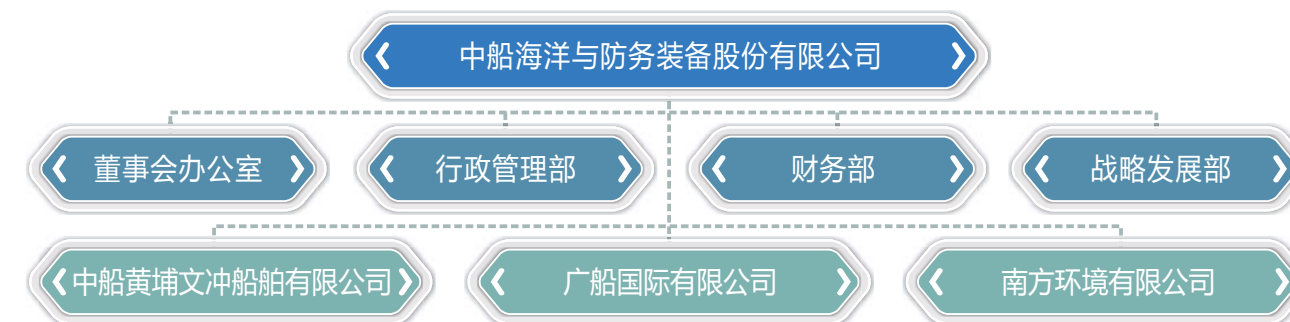 中船海洋与防务装备股份有限公司
董事会办公室
行政管理部
财务部
战略发展部
中船黄埔文冲船舶有限公司
广船国际有限公司
南方环境有限公司